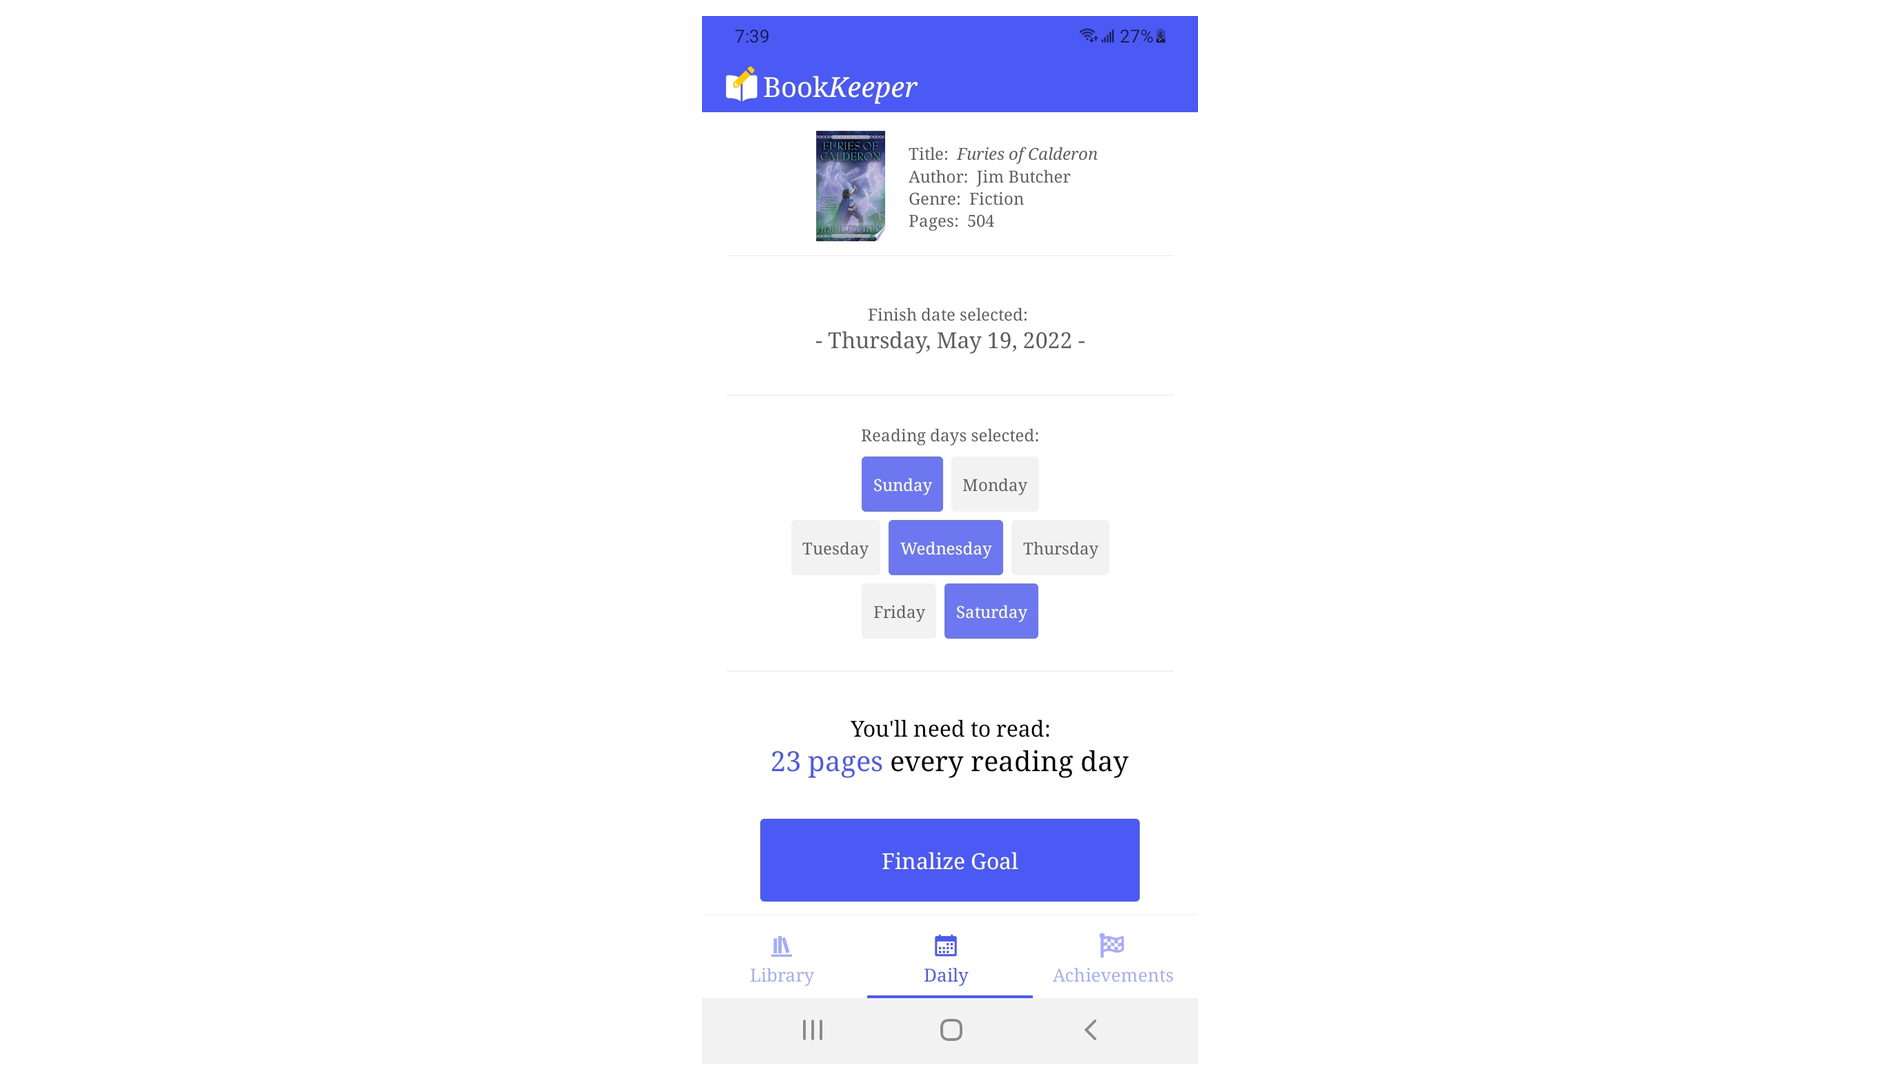 7:39 27%
BookKeeper
FURIES OF
CALDERON
Title: Furies of Calderon
Author: Jim Butcher
Genre: Fiction
Pages: 504
Finish date selected:
- Thursday, May 19, 2022 -
Reading days selected:
Sunday Monday
Tuesday Wednesday Thursday
Friday Saturday
You'll need to read:
23 pages every reading day
Finalize Goal
Library Daily Achievements